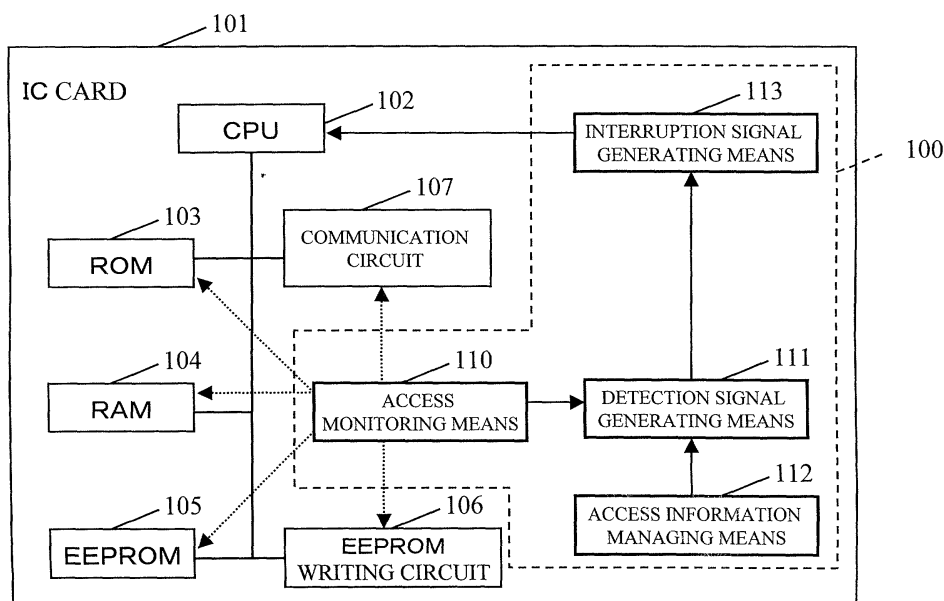 101
IC CARD
102
CPU
113
INTERRUPTION SIGNAL
GENERATING MEANS
100
107
COMMUNICATION
CIRCUIT
103
ROM
104
RAM
110
ACCESS
MONITORING MEANS
111
DETECTION SIGNAL
GENERATING MEANS
112
ACCESS INFORMATION
MANAGING MEANS
105
EEPROM
106
EEPROM
WRITING CIRCUIT